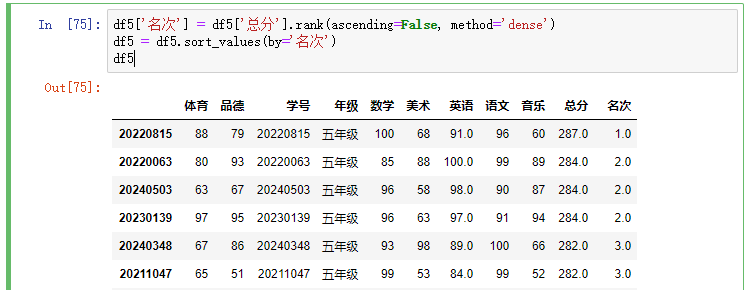 In [75]: df5['名次'] = df5['总分'].rank(ascending=False, method='dense')
df5 = df5.sort_values(by='名次')
df5
Out[75]:
体育 品德 学号 年级 数学 美术 英语 语文 音乐 总分 名次
20220815 88 79 20220815 五年级 100 68 91.0 96 60 287.0 1.0
20220063 80 93 20220063 五年级 85 88 100.0 99 89 284.0 2.0
20240503 63 67 20240503 五年级 96 58 98.0 90 87 284.0 2.0
20230139 97 95 20230139 五年级 96 63 97.0 91 94 284.0 2.0
20240348 67 86 20240348 五年级 93 98 89.0 100 66 282.0 3.0
20211047 65 51 20211047 五年级 99 53 84.0 99 52 282.0 3.0